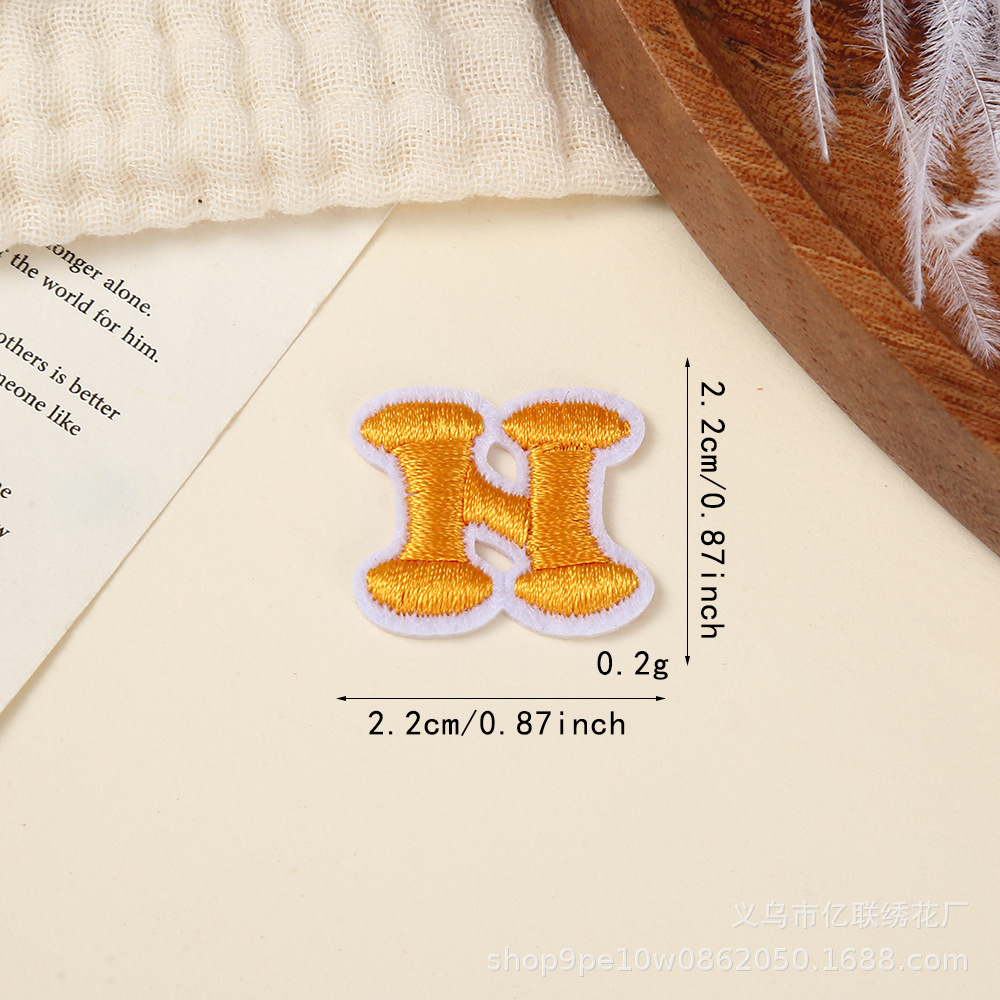 onger alone.
the world for him.
others is better
meone like
H
2.2cm/0.87inch
0.2g
2.2cm/0.87inch
义乌市亿联绣花厂
shop9pe10w0862050.1688.com